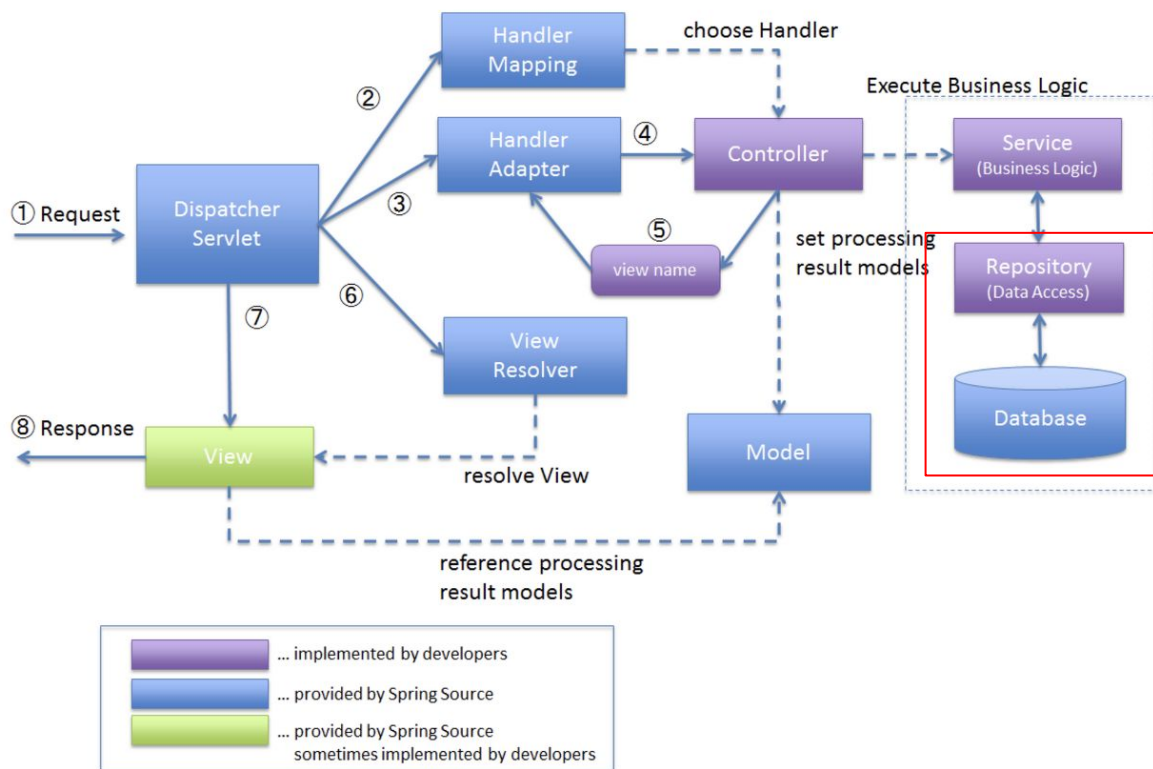 Handler
Mapping
choose Handler
Execute Business Logic
②
Handler
Adapter
④
Controller
Service
(Business Logic)
① Request
Dispatcher
Servlet
③
⑤
view name
set processing
result models
Repository
(Data Access)
⑥
⑦
View
Resolver
Database
⑧ Response
View
resolve View
Model
reference processing
result models
... implemented by developers
... provided by Spring Source
... provided by Spring Source
sometimes implemented by developers